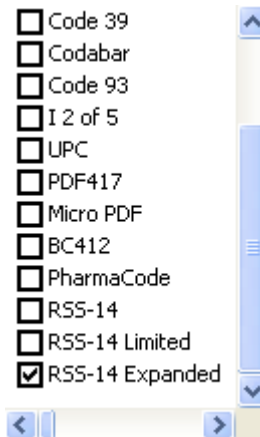 Code 39
Codabar
Code 93
I 2 of 5
UPC
PDF417
Micro PDF
BC412
PharmaCode
RSS-14
RSS-14 Limited
RSS-14 Expanded